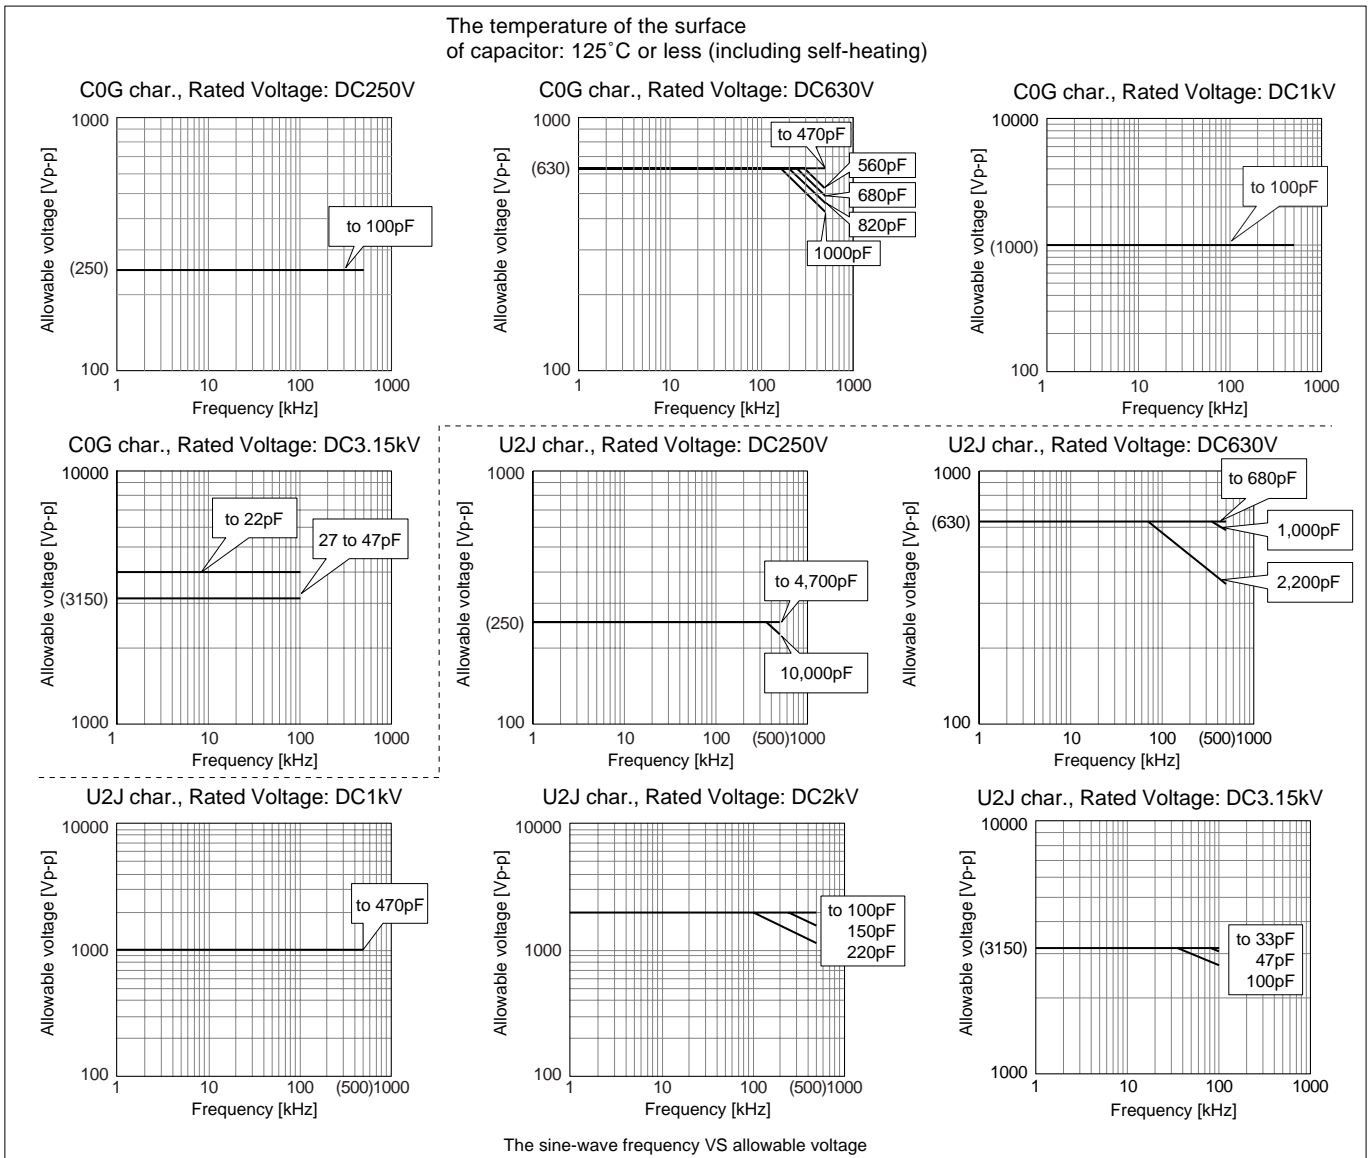 The temperature of the surface
of capacitor: 125˚C or less (including self-heating)
C0G char., Rated Voltage: DC250V
Allowable voltage [Vp-p]
1000
(250)
100
to 100pF
1 10 100 1000
Frequency [kHz]
C0G char., Rated Voltage: DC630V
Allowable voltage [Vp-p]
1000
(630)
100
to 470pF
560pF
680pF
820pF
1000pF
1 10 100 1000
Frequency [kHz]
C0G char., Rated Voltage: DC1kV
Allowable voltage [Vp-p]
10000
(1000)
100
to 100pF
1 10 100 1000
Frequency [kHz]
C0G char., Rated Voltage: DC3.15kV
Allowable voltage [Vp-p]
10000
(3150)
1000
to 22pF
27 to 47pF
1 10 100 1000
Frequency [kHz]
U2J char., Rated Voltage: DC250V
Allowable voltage [Vp-p]
1000
(250)
100
to 4,700pF
10,000pF
1 10 100 (500)1000
Frequency [kHz]
U2J char., Rated Voltage: DC630V
Allowable voltage [Vp-p]
1000
(630)
100
to 680pF
1,000pF
2,200pF
1 10 100 (500)1000
Frequency [kHz]
U2J char., Rated Voltage: DC1kV
Allowable voltage [Vp-p]
10000
1000
100
to 470pF
1 10 100 (500)1000
Frequency [kHz]
U2J char., Rated Voltage: DC2kV
Allowable voltage [Vp-p]
10000
1000
100
to 100pF
150pF
220pF
1 10 100 (500)1000
Frequency [kHz]
U2J char., Rated Voltage: DC3.15kV
Allowable voltage [Vp-p]
10000
(3150)
1000
to 33pF
47pF
100pF
1 10 100 1000
Frequency [kHz]
The sine-wave frequency VS allowable voltage